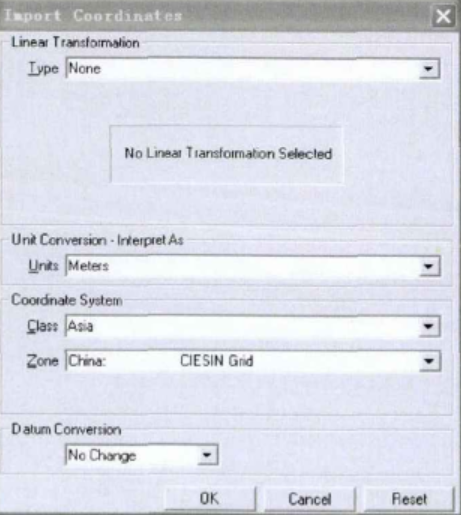 Import Coordinates
Linear Transformation
Type None
No Linear Transformation Selected
Unit Conversion - Interpret As
Units Meters
Coordinate System
Class Asia
Zone China: CIESIN Grid
Datum Conversion
No Change
OK Cancel Reset